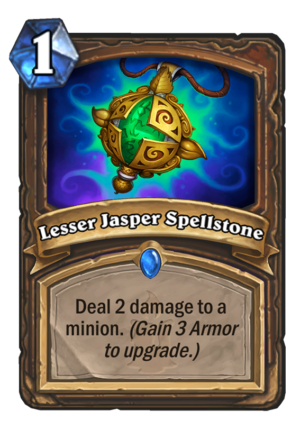 1
Lesser Jasper Spellstone
Deal 2 damage to a
minion. (Gain 3 Armor
to upgrade.)